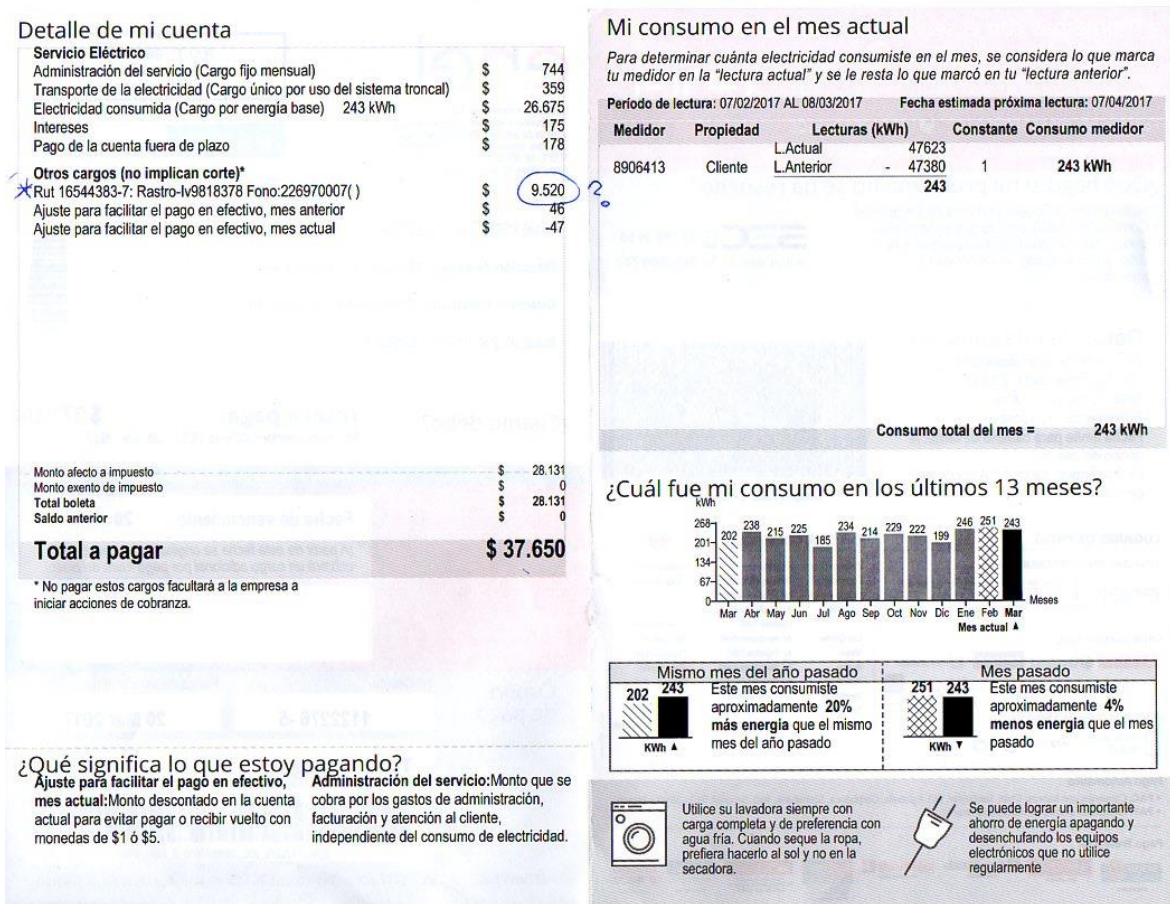 Detalle de mi cuenta
Servicio Eléctrico
Administración del servicio (Cargo fijo mensual) $ 744
Transporte de la electricidad (Cargo único por uso del sistema troncal) $ 359
Electricidad consumida (Cargo por energía base) 243 kWh $ 26.675
Intereses $ 175
Pago de la cuenta fuera de plazo $ 178
Otros cargos (no implican corte)*
Rut 16544383-7: Rastro-Iv9818378 Fono:226970007( ) $ 9.520 ?
Ajuste para facilitar el pago en efectivo, mes anterior $ 46
Ajuste para facilitar el pago en efectivo, mes actual $ -47
Monto afecto a impuesto $ 28.131
Monto exento de impuesto $ 0
Total boleta $ 28.131
Saldo anterior $ 0
Total a pagar $ 37.650
* No pagar estos cargos facultará a la empresa a
iniciar acciones de cobranza.
¿Qué significa lo que estoy pagando?
Ajuste para facilitar el pago en efectivo,
mes actual:Monto descontado en la cuenta
actual para evitar pagar o recibir vuelto con
monedas de $1 ó $5.
Administración del servicio:Monto que se
cobra por los gastos de administración,
facturación y atención al cliente,
independiente del consumo de electricidad.
Mi consumo en el mes actual
Para determinar cuánta electricidad consumiste en el mes, se considera lo que marca
tu medidor en la "lectura actual" y se le resta lo que marcó en tu "lectura anterior".
Período de lectura: 07/02/2017 AL 08/03/2017 Fecha estimada próxima lectura: 07/04/2017
Medidor Propiedad Lecturas (kWh) Constante Consumo medidor
L.Actual 47623
8906413 Cliente L.Anterior - 47380 1 243 kWh
243
Consumo total del mes = 243 kWh
¿Cuál fue mi consumo en los últimos 13 meses?
kWh
268
201
134
67
0
202 238 215 225 185 234 214 229 222 199 246 251 243
Mar Abr May Jun Jul Ago Sep Oct Nov Dic Ene Feb Mar Meses
Mes actual ▲
Mismo mes del año pasado
202 243
KWh ▲
Este mes consumiste
aproximadamente 20%
más energia que el mismo
mes del año pasado
Mes pasado
251 243
KWh ▼
Este mes consumiste
aproximadamente 4%
menos energia que el mes
pasado
Utilice su lavadora siempre con
carga completa y de preferencia con
agua fría. Cuando seque la ropa,
prefiera hacerlo al sol y no en la
secadora.
Se puede lograr un importante
ahorro de energía apagando y
desenchufando los equipos
electrónicos que no utilice
regularmente